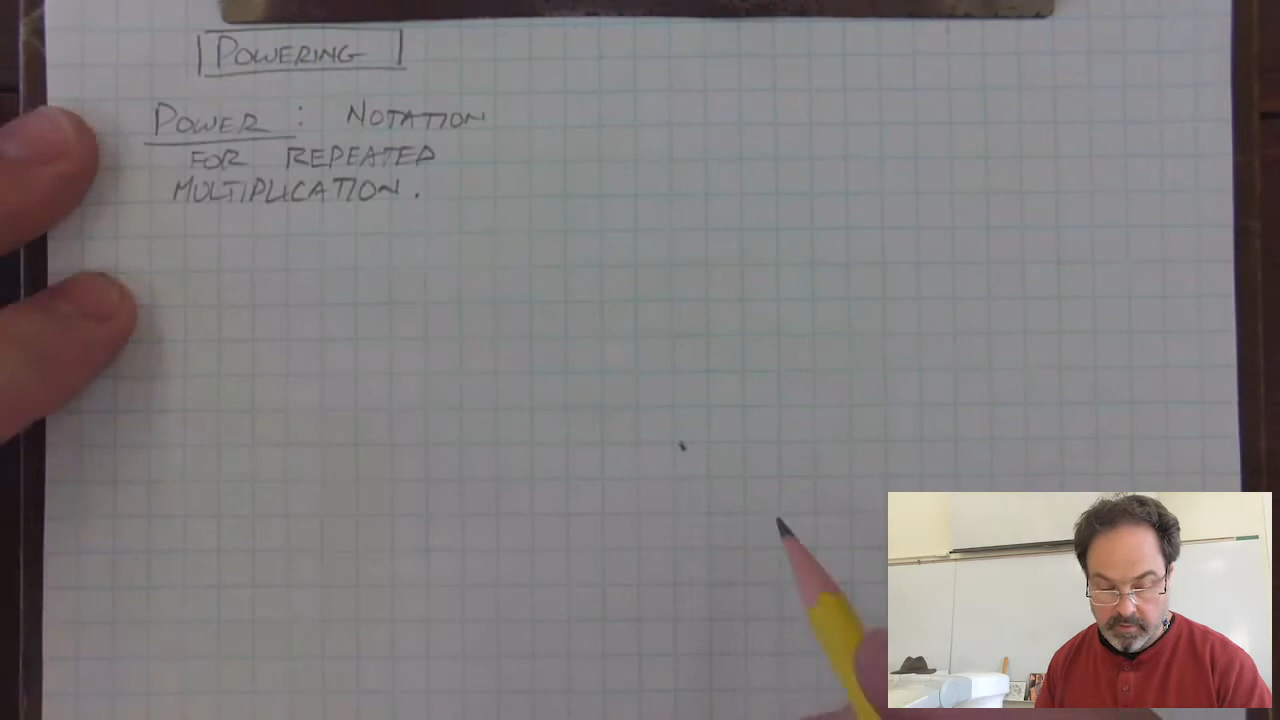 POWERING
POWER : NOTATION
FOR REPEATED
MULTIPLICATION.